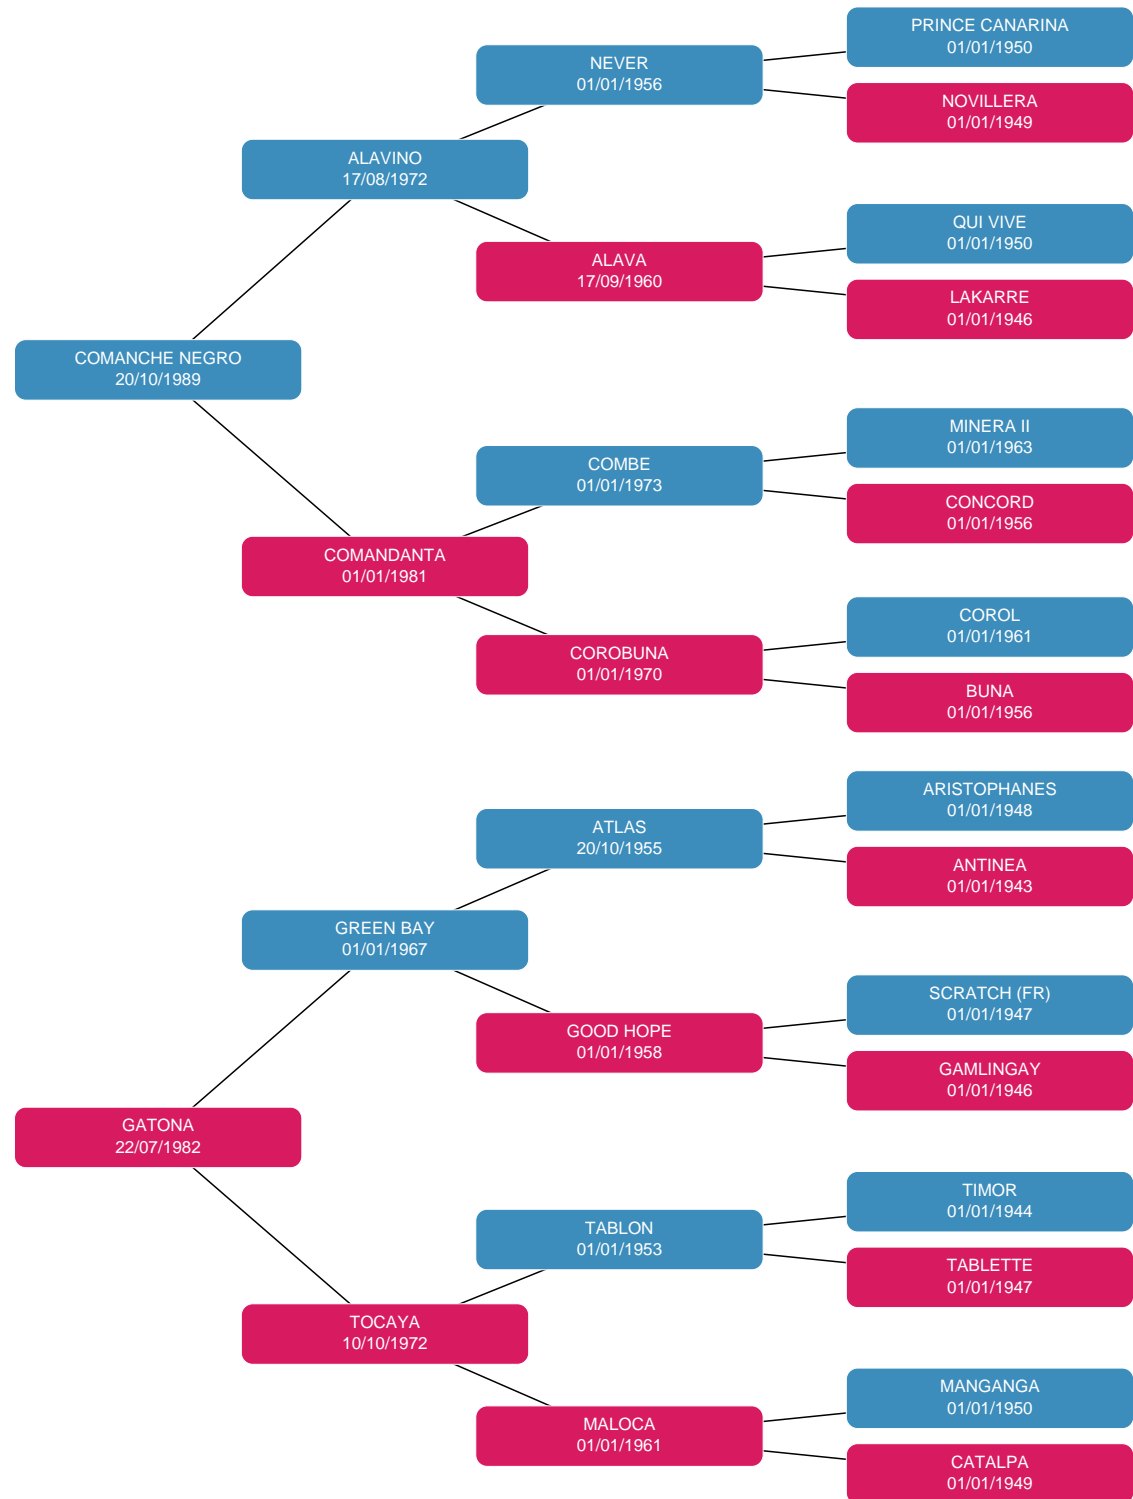 PRINCE CANARINA
01/01/1950
NEVER
01/01/1956
NOVILLERA
01/01/1949
ALAVINO
17/08/1972
QUI VIVE
01/01/1950
ALAVA
17/09/1960
LAKARRE
01/01/1946
COMANCHE NEGRO
20/10/1989
MINERA II
01/01/1963
COMBE
01/01/1973
CONCORD
01/01/1956
COMANDANTA
01/01/1981
COROL
01/01/1961
COROBUNA
01/01/1970
BUNA
01/01/1956
ARISTOPHANES
01/01/1948
ATLAS
20/10/1955
ANTINEA
01/01/1943
GREEN BAY
01/01/1967
SCRATCH (FR)
01/01/1947
GOOD HOPE
01/01/1958
GAMLINGAY
01/01/1946
GATONA
22/07/1982
TIMOR
01/01/1944
TABLON
01/01/1953
TABLETTE
01/01/1947
TOCAYA
10/10/1972
MANGANGA
01/01/1950
MALOCA
01/01/1961
CATALPA
01/01/1949